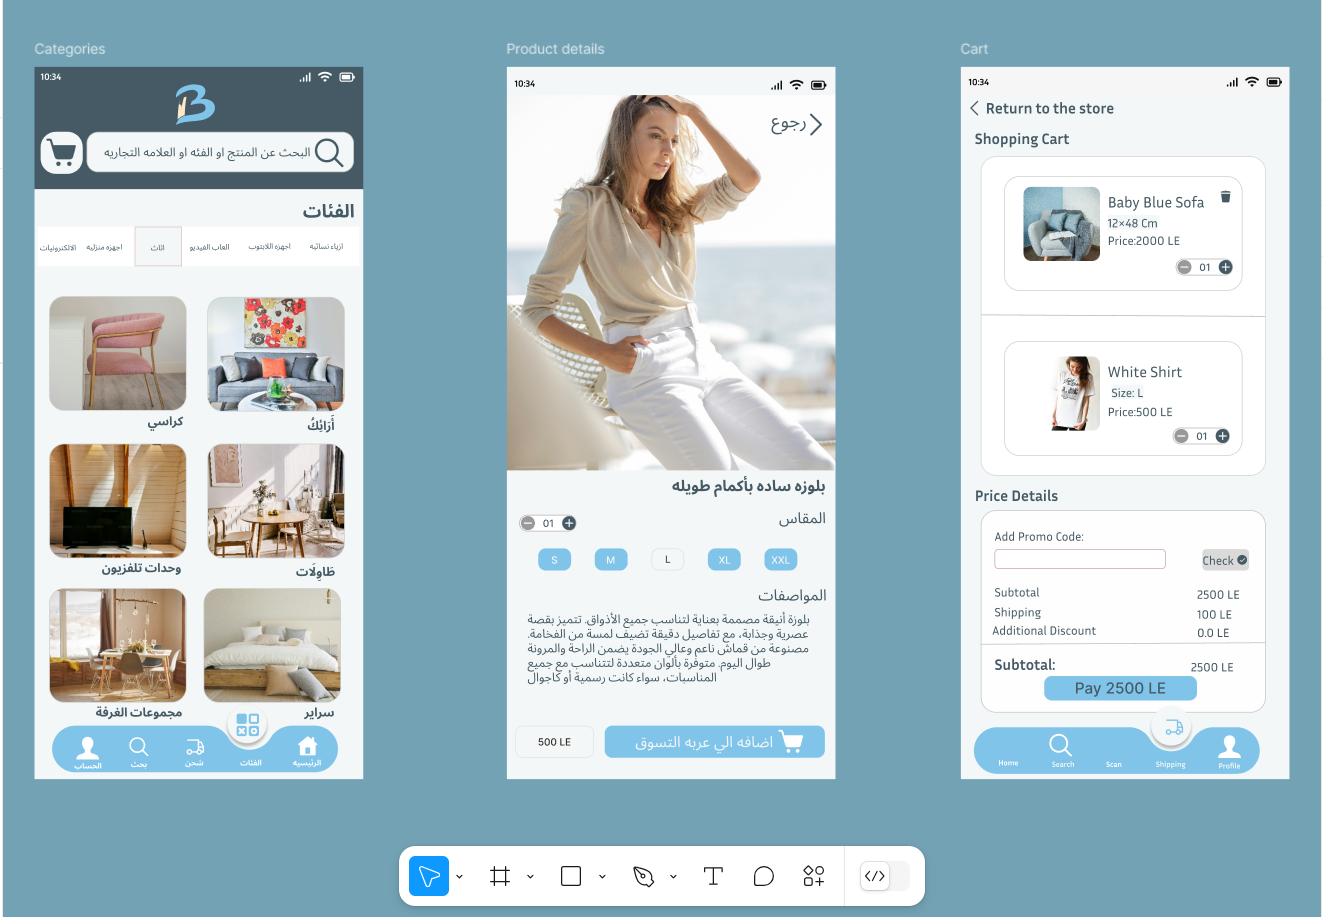 Categories
10:34
B
البحث عن المنتج او الفئه او العلامه التجاريه
الفئات
ازياء نسائيه
اجهزه اللابتوب
العاب الفيديو
اثاث
اجهزه منزليه
الالكترونيات
أَرَائِكُ
كراسي
طَاوِلَات
وحدات تلفزيون
سراير
مجموعات الغرفة
الرئيسيه
الفئات
شحن
بحث
الحساب
Product details
10:34
رجوع
بلوزه ساده بأكمام طويله
المقاس
01
S
M
L
XL
XXL
المواصفات
بلوزة أنيقة مصممة بعناية لتناسب جميع الأذواق. تتميز بقصة
عصرية وجذابة، مع تفاصيل دقيقة تضيف لمسة من الفخامة.
مصنوعة من قماش ناعم وعالي الجودة يضمن الراحة والمرونة
طوال اليوم. متوفرة بألوان متعددة لتتناسب مع جميع
المناسبات، سواء كانت رسمية أو كاجوال
اضافه الي عربه التسوق
500 LE
Cart
10:34
Return to the store
Shopping Cart
Baby Blue Sofa
12×48 Cm
Price:2000 LE
01
White Shirt
Size: L
Price:500 LE
01
Price Details
Add Promo Code:
Check
Subtotal 2500 LE
Shipping 100 LE
Additional Discount 0.0 LE
Subtotal: 2500 LE
Pay 2500 LE
Home
Search
Scan
Shipping
Profile